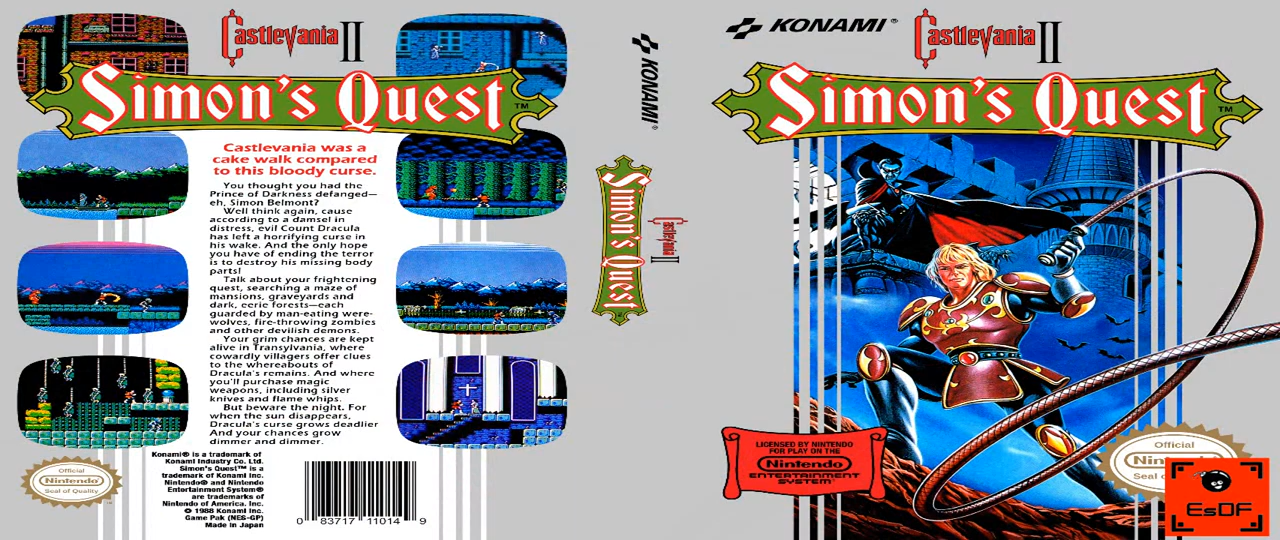 Castlevania II
Simon's Quest™
Castlevania was a
cake walk compared
to this bloody curse.
You thought you had the
Prince of Darkness defanged—
eh, Simon Belmont?
Well think again, cause
according to a damsel in
distress, evil Count Dracula
has left a horrifying curse in
his wake. And the only hope
you have of ending the terror
is to destroy his missing body
parts!
Talk about your frightening
quest, searching a maze of
mansions, graveyards and
dark, eerie forests—each
guarded by man-eating were-
wolves, fire-throwing zombies
and other devilish demons.
Your grim chances are kept
alive in Transylvania, where
cowardly villagers offer clues
to the whereabouts of
Dracula's remains. And where
you'll purchase magic
weapons, including silver
knives and flame whips.
But beware the night. For
when the sun disappears,
Dracula's curse grows deadlier
And your chances grow
dimmer and dimmer.
Konami® is a trademark of
Konami Industry Co. Ltd.
Simon's Quest™ is a
trademark of Konami Inc.
Nintendo® and Nintendo
Entertainment System®
are trademarks of
Nintendo of America. Inc.
© 1988 Konami Inc.
Game Pak (NES-GP)
Made in Japan
Official
Nintendo
Seal of Quality
0 83717 11014 9
KONAMI®
Castlevania II
Simon's Quest
KONAMI®
Castlevania II
Simon's Quest™
LICENSED BY NINTENDO
FOR PLAY ON THE
Nintendo
ENTERTAINMENT
SYSTEM®
Official
Seal
EsDF